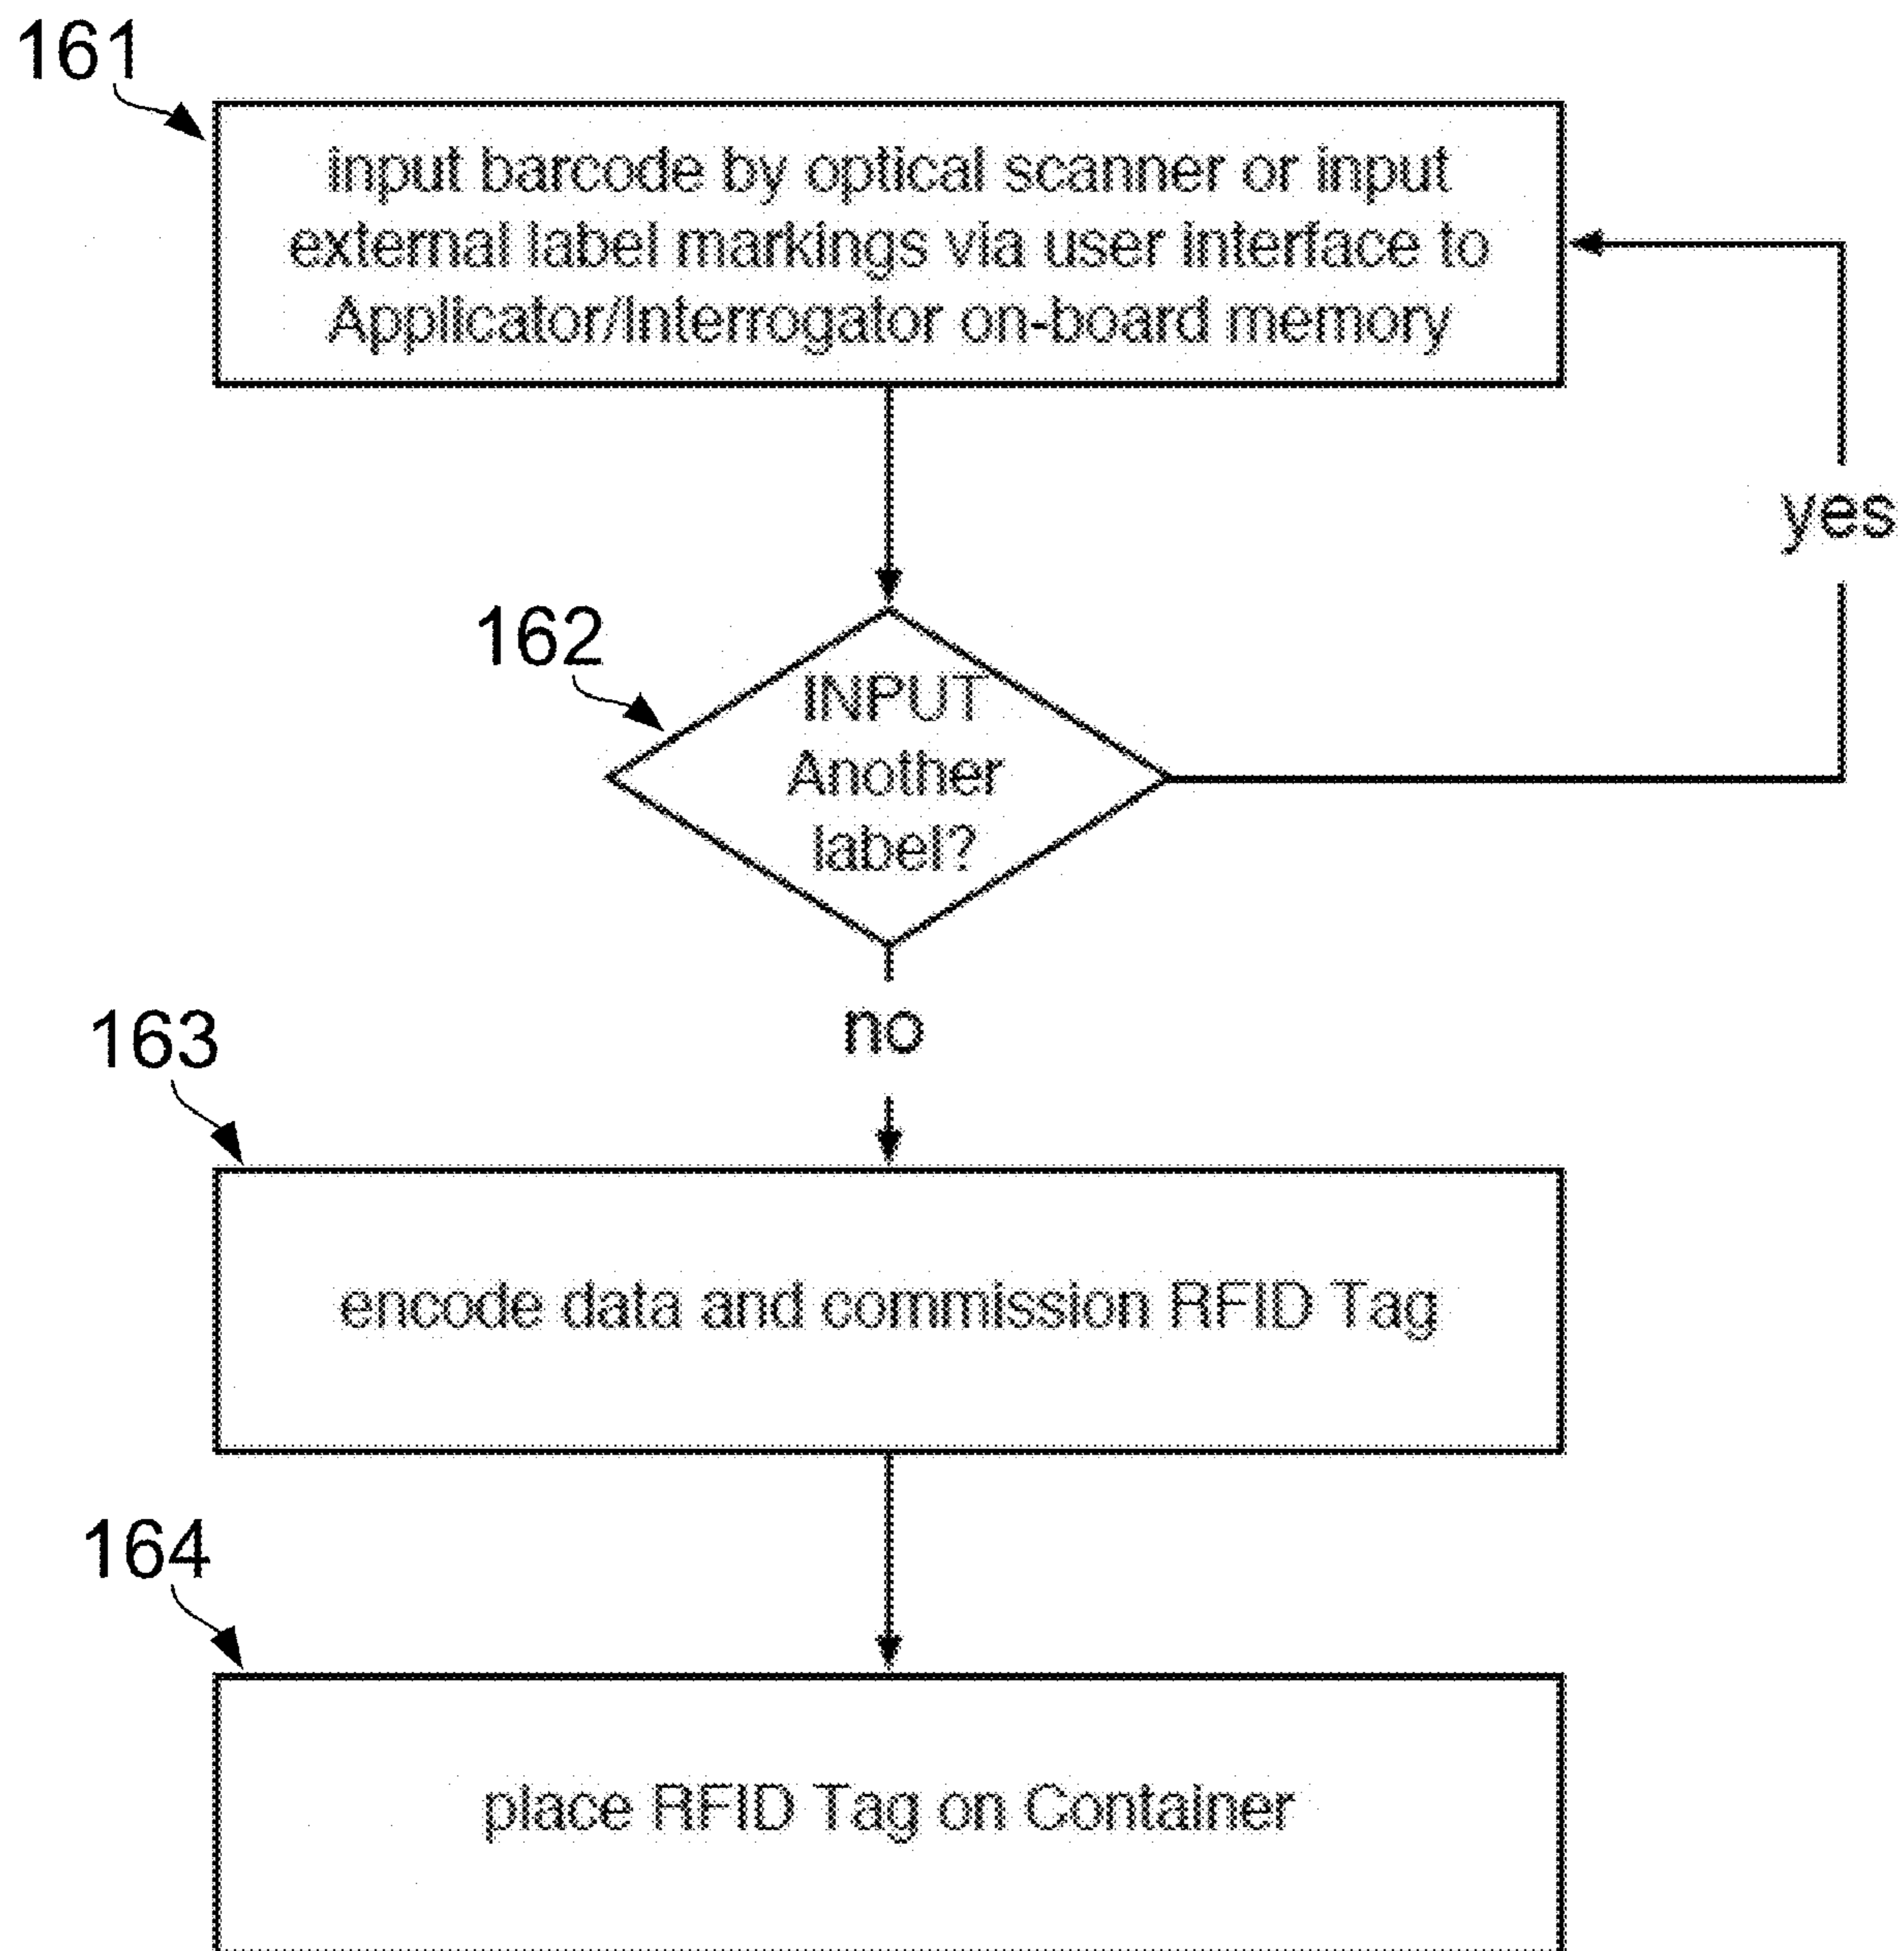 161
input barcode by optical scanner or input
external label markings via user interface to
Applicator/Interrogator on-board memory
yes
162
INPUT
Another
label?
no
163
encode data and commission RFID Tag
164
place RFID Tag on Container